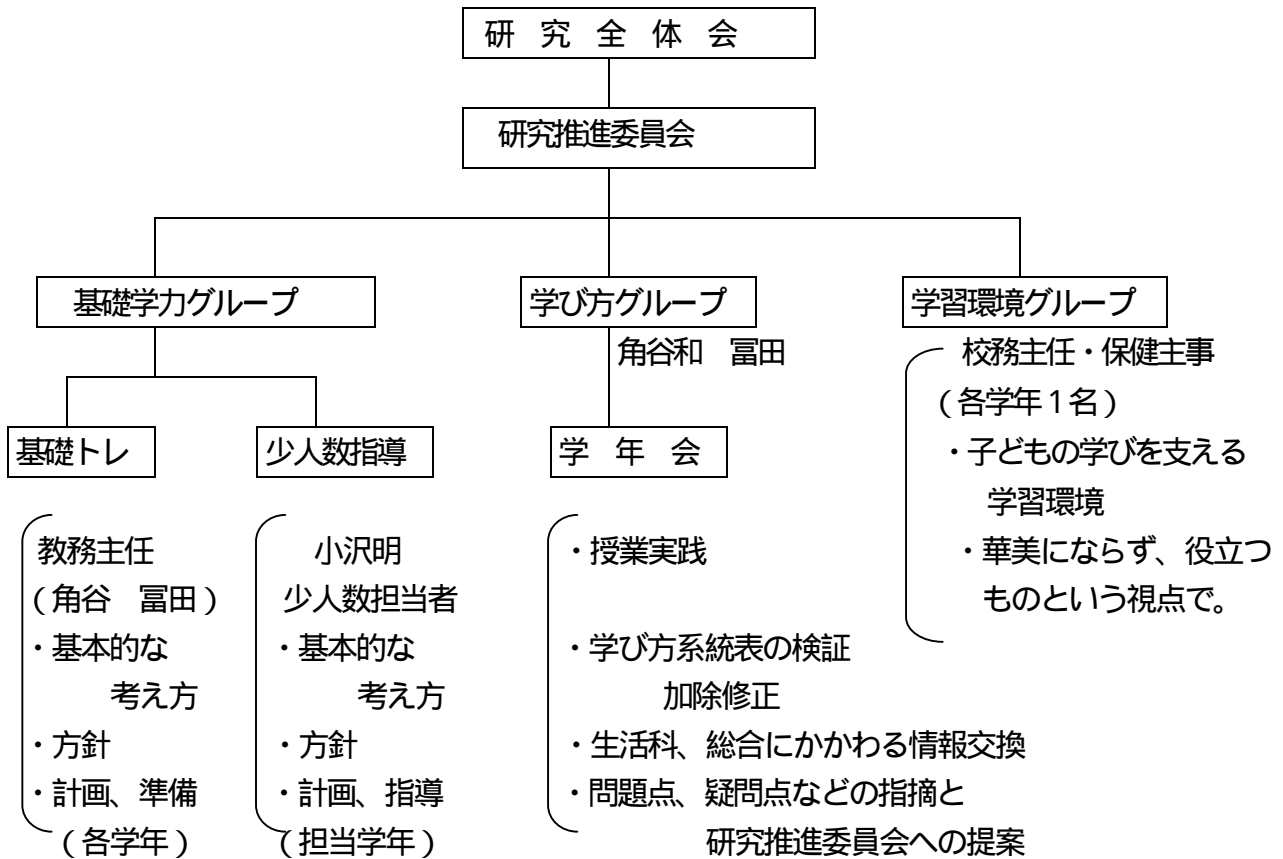 研 究 全 体 会
研究推進委員会
基礎学力グループ
学び方グループ
学習環境グループ
角谷和 冨田
校務主任・保健主事
(各学年1名)
・子どもの学びを支える
学習環境
・華美にならず、役立つ
ものという視点で。
基礎トレ
少人数指導
学 年 会
教務主任
(角谷 冨田)
・基本的な
考え方
・方針
・計画、準備
(各学年)
小沢明
少人数担当者
・基本的な
考え方
・方針
・計画、指導
(担当学年)
・授業実践
・学び方系統表の検証
加除修正
・生活科、総合にかかわる情報交換
・問題点、疑問点などの指摘と
研究推進委員会への提案